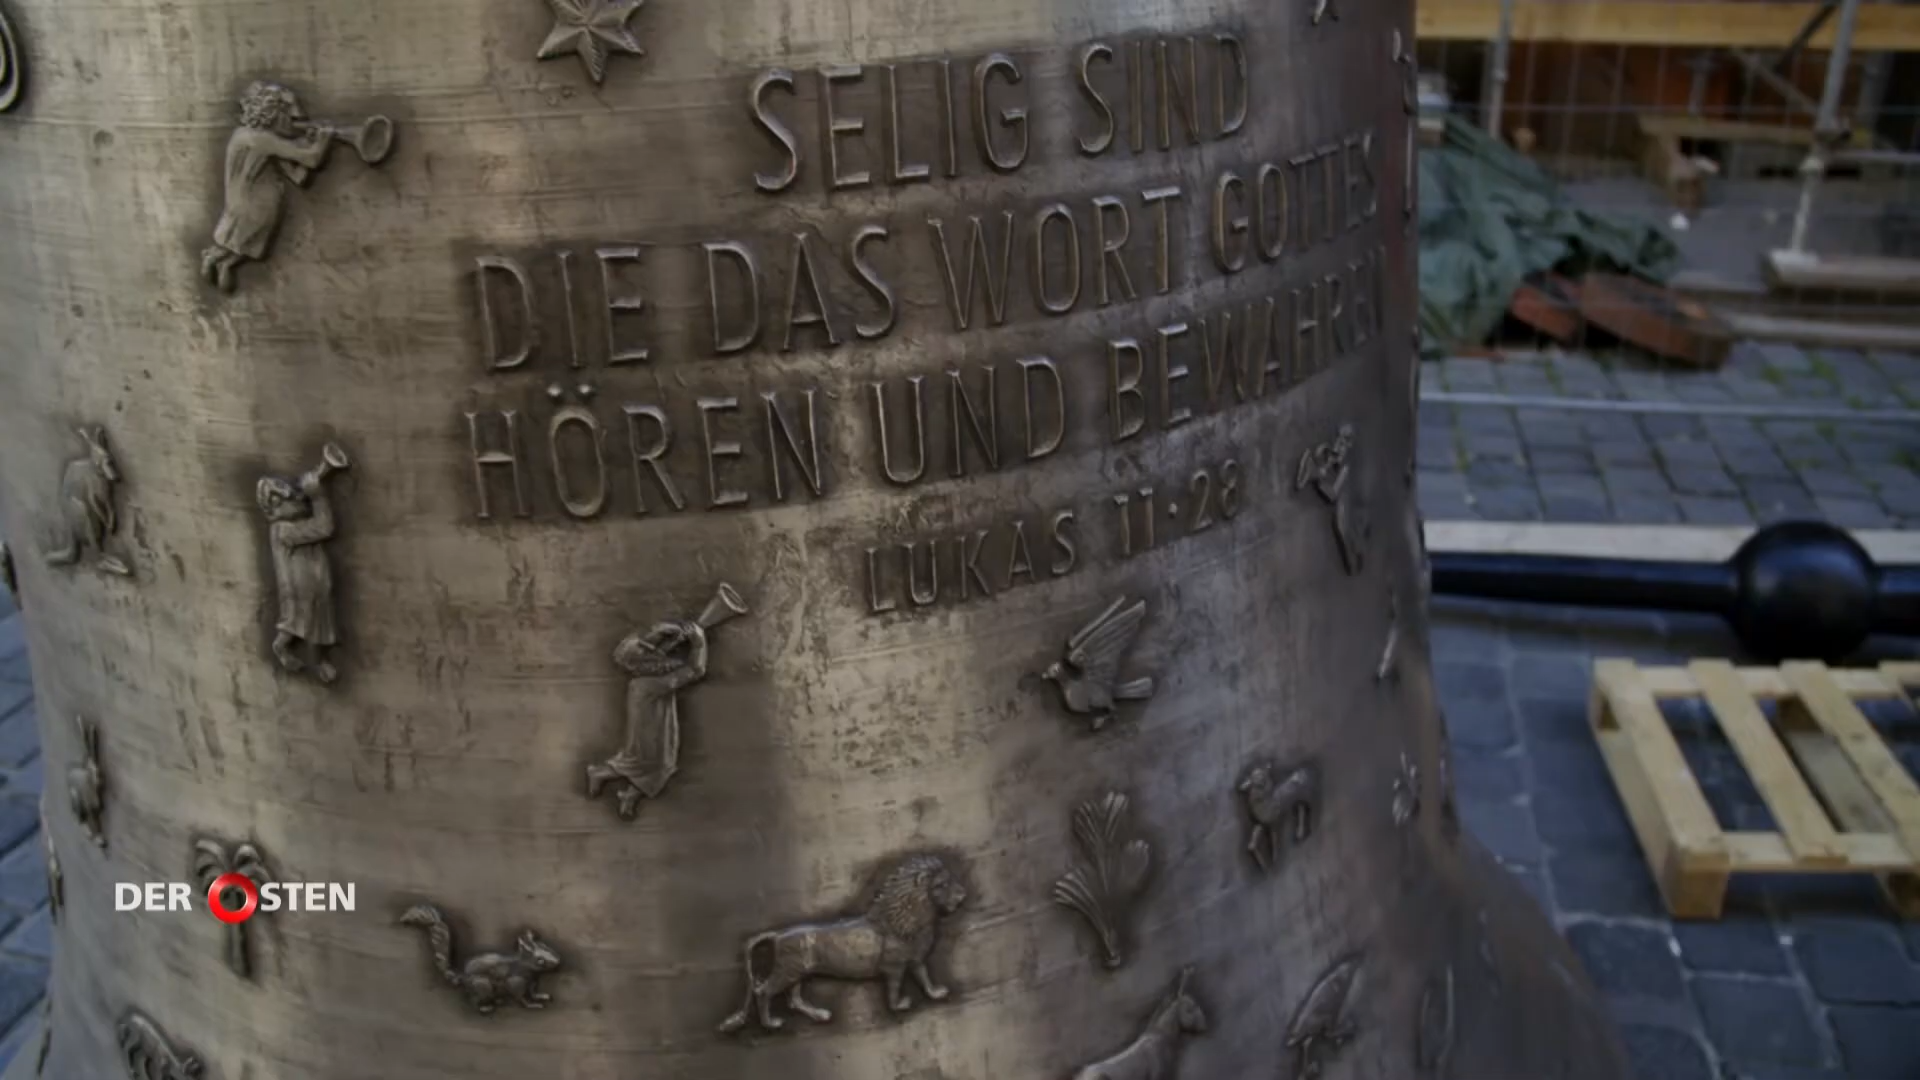 SELIG SIND
DIE DAS WORT GOTTES
HÖREN UND BEWAHREN
LUKAS 11·28
DER OSTEN